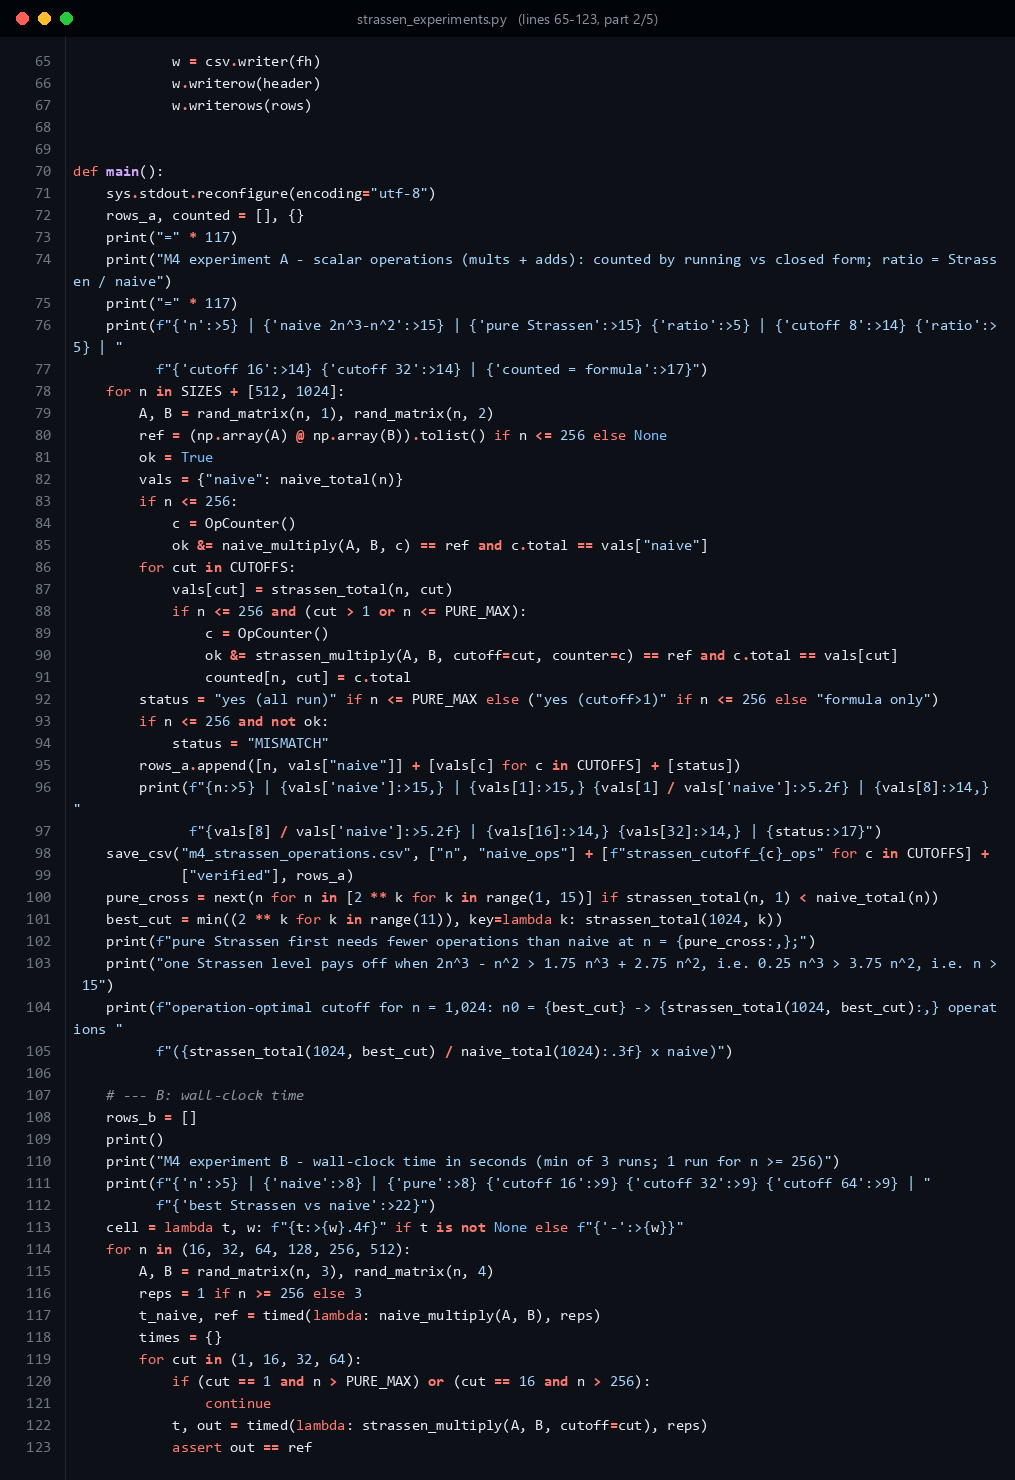 strassen_experiments.py   (lines 65-123, part 2/5)
65             w = csv.writer(fh)
66             w.writerow(header)
67             w.writerows(rows)
68
69
70 def main():
71     sys.stdout.reconfigure(encoding="utf-8")
72     rows_a, counted = [], {}
73     print("=" * 117)
74     print("M4 experiment A - scalar operations (mults + adds): counted by running vs closed form; ratio = Strass
en / naive")
75     print("=" * 117)
76     print(f"{'n':>5} | {'naive 2n^3-n^2':>15} | {'pure Strassen':>15} {'ratio':>5} | {'cutoff 8':>14} {'ratio':>
5} | "
77           f"{'cutoff 16':>14} {'cutoff 32':>14} | {'counted = formula':>17}")
78     for n in SIZES + [512, 1024]:
79         A, B = rand_matrix(n, 1), rand_matrix(n, 2)
80         ref = (np.array(A) @ np.array(B)).tolist() if n <= 256 else None
81         ok = True
82         vals = {"naive": naive_total(n)}
83         if n <= 256:
84             c = OpCounter()
85             ok &= naive_multiply(A, B, c) == ref and c.total == vals["naive"]
86         for cut in CUTOFFS:
87             vals[cut] = strassen_total(n, cut)
88             if n <= 256 and (cut > 1 or n <= PURE_MAX):
89                 c = OpCounter()
90                 ok &= strassen_multiply(A, B, cutoff=cut, counter=c) == ref and c.total == vals[cut]
91                 counted[n, cut] = c.total
92         status = "yes (all run)" if n <= PURE_MAX else ("yes (cutoff>1)" if n <= 256 else "formula only")
93         if n <= 256 and not ok:
94             status = "MISMATCH"
95         rows_a.append([n, vals["naive"]] + [vals[c] for c in CUTOFFS] + [status])
96         print(f"{n:>5} | {vals['naive']:>15,} | {vals[1]:>15,} {vals[1] / vals['naive']:>5.2f} | {vals[8]:>14,}
"
97               f"{vals[8] / vals['naive']:>5.2f} | {vals[16]:>14,} {vals[32]:>14,} | {status:>17}")
98     save_csv("m4_strassen_operations.csv", ["n", "naive_ops"] + [f"strassen_cutoff_{c}_ops" for c in CUTOFFS] +
99              ["verified"], rows_a)
100     pure_cross = next(n for n in [2 ** k for k in range(1, 15)] if strassen_total(n, 1) < naive_total(n))
101     best_cut = min((2 ** k for k in range(11)), key=lambda k: strassen_total(1024, k))
102     print(f"pure Strassen first needs fewer operations than naive at n = {pure_cross:,};")
103     print("one Strassen level pays off when 2n^3 - n^2 > 1.75 n^3 + 2.75 n^2, i.e. 0.25 n^3 > 3.75 n^2, i.e. n >
 15")
104     print(f"operation-optimal cutoff for n = 1,024: n0 = {best_cut} -> {strassen_total(1024, best_cut):,} operat
ions "
105           f"({strassen_total(1024, best_cut) / naive_total(1024):.3f} x naive)")
106
107     # --- B: wall-clock time
108     rows_b = []
109     print()
110     print("M4 experiment B - wall-clock time in seconds (min of 3 runs; 1 run for n >= 256)")
111     print(f"{'n':>5} | {'naive':>8} | {'pure':>8} {'cutoff 16':>9} {'cutoff 32':>9} {'cutoff 64':>9} | "
112           f"{'best Strassen vs naive':>22}")
113     cell = lambda t, w: f"{t:>{w}.4f}" if t is not None else f"{'-':>{w}}"
114     for n in (16, 32, 64, 128, 256, 512):
115         A, B = rand_matrix(n, 3), rand_matrix(n, 4)
116         reps = 1 if n >= 256 else 3
117         t_naive, ref = timed(lambda: naive_multiply(A, B), reps)
118         times = {}
119         for cut in (1, 16, 32, 64):
120             if (cut == 1 and n > PURE_MAX) or (cut == 16 and n > 256):
121                 continue
122             t, out = timed(lambda: strassen_multiply(A, B, cutoff=cut), reps)
123             assert out == ref